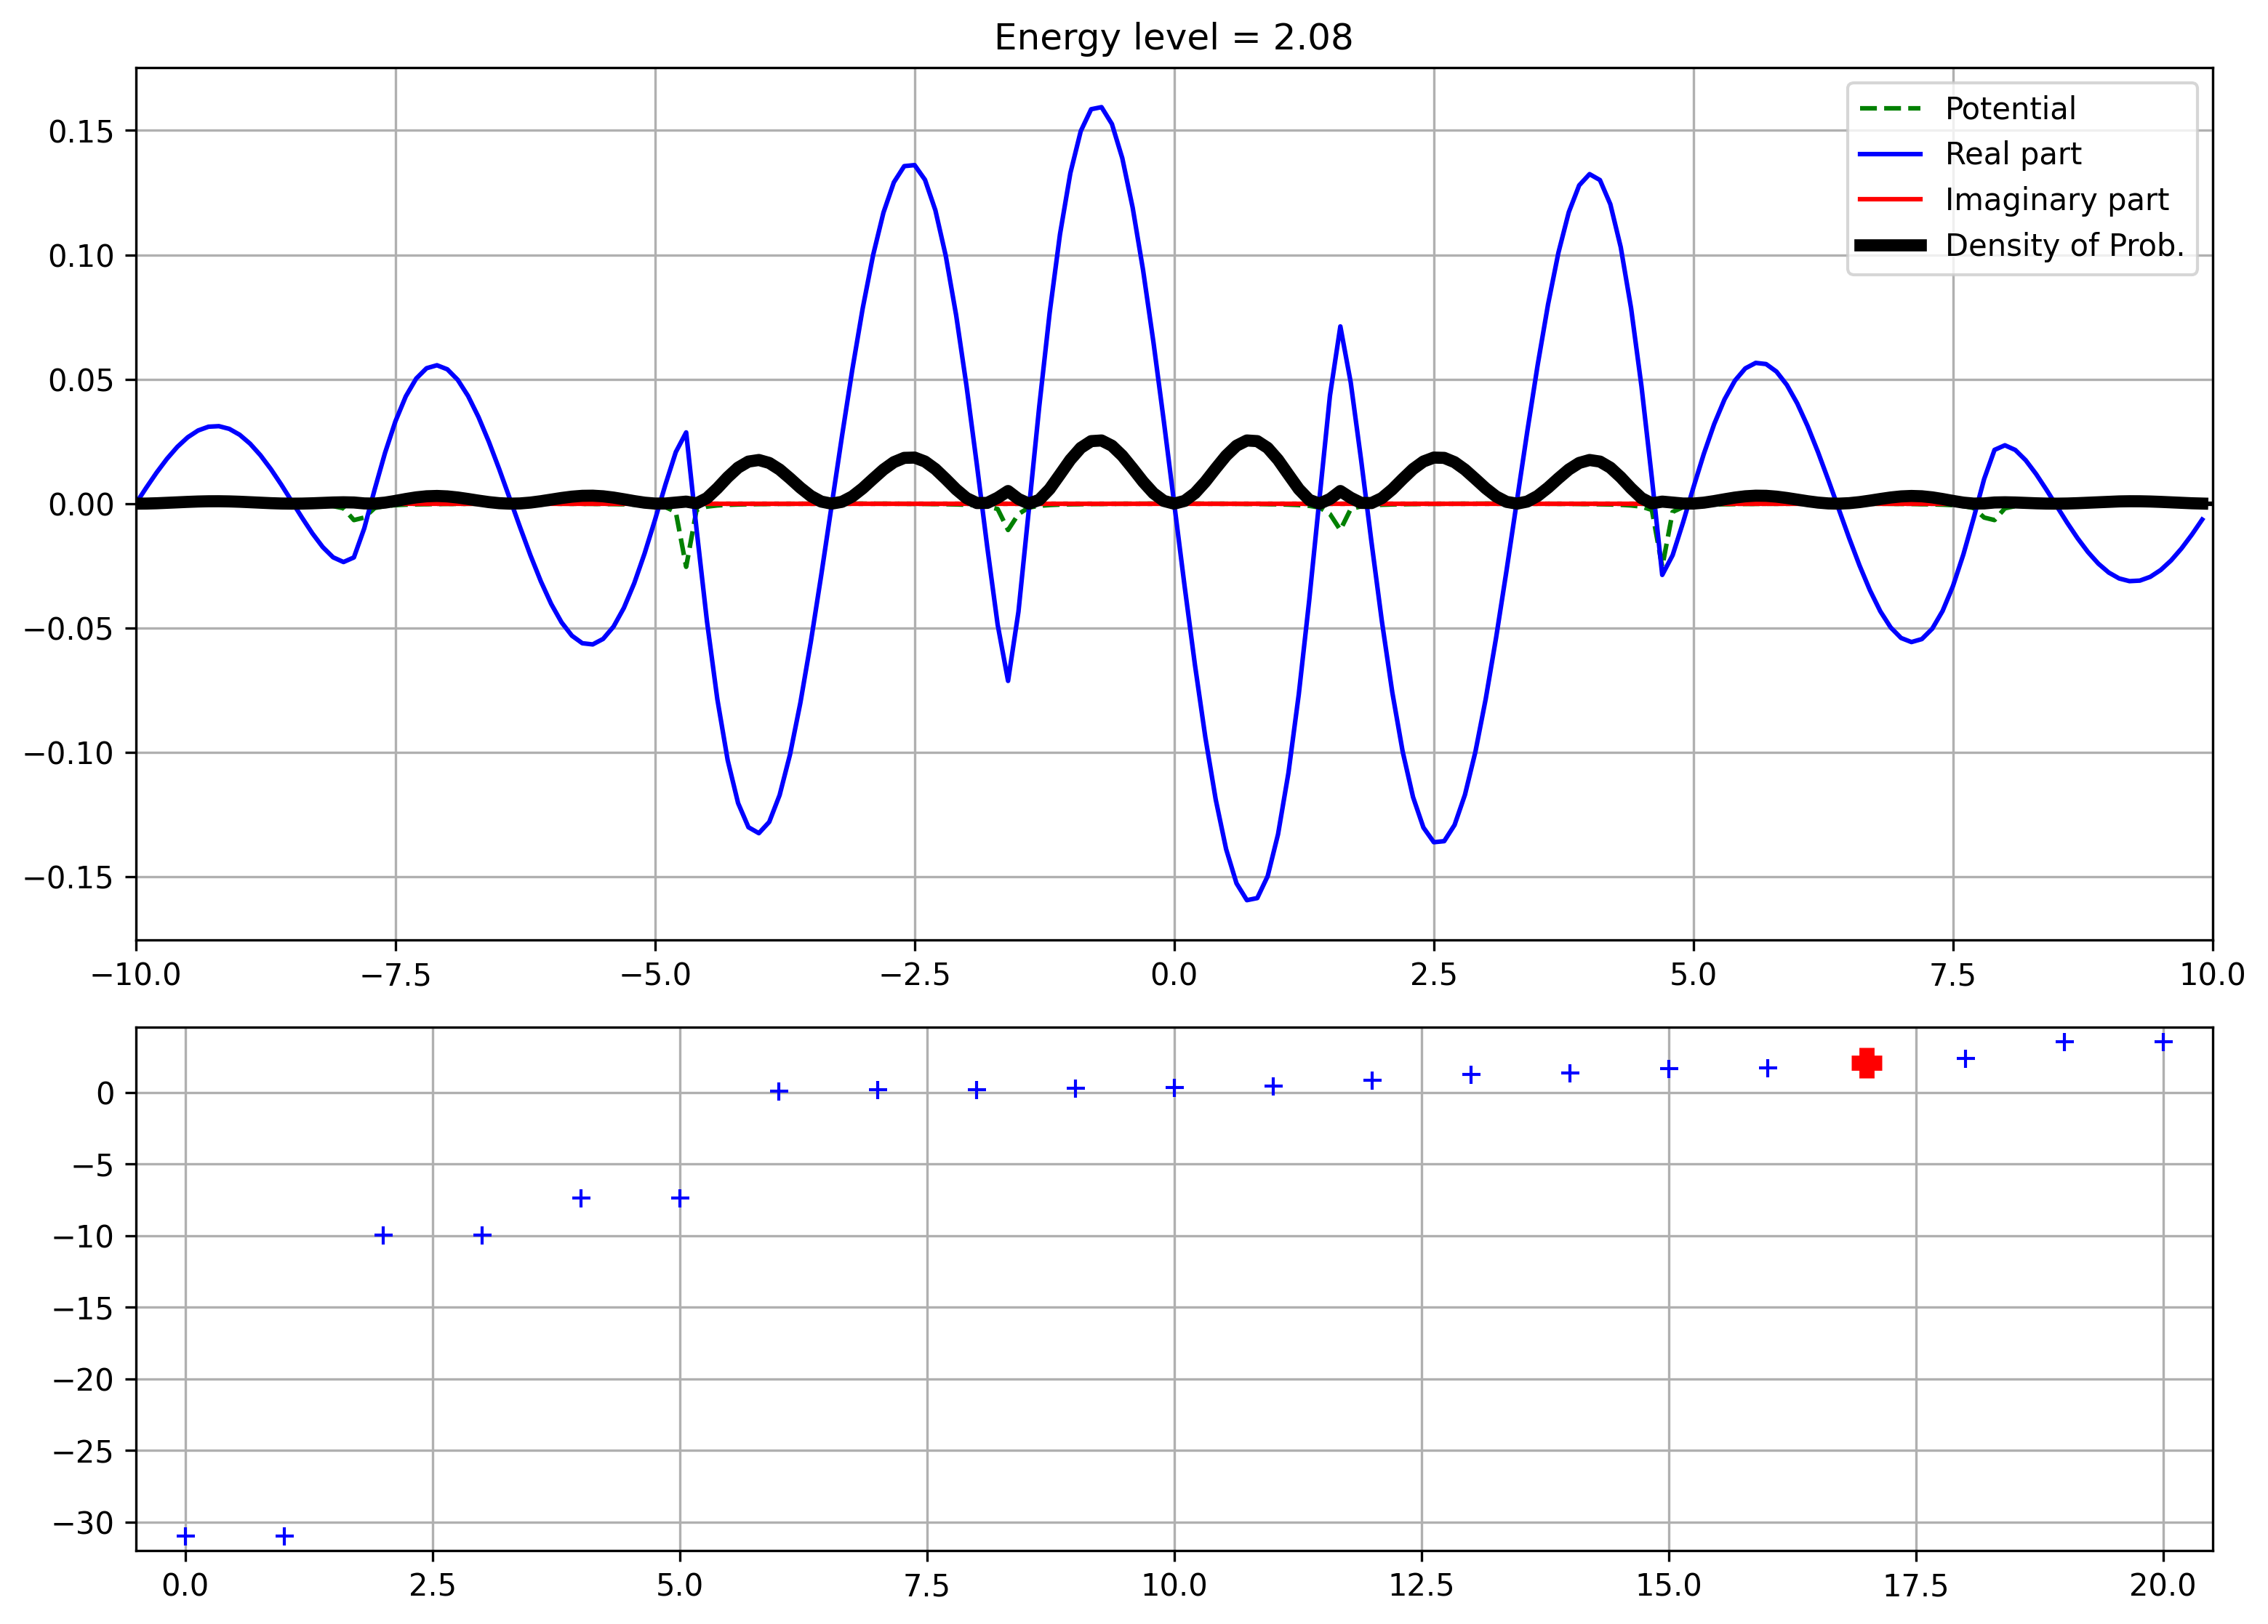 Energy level = 2.08
Potential
Real part
Imaginary part
Density of Prob.
0.15
0.10
0.05
0.00
−0.05
−0.10
−0.15
−10.0 −7.5 −5.0 −2.5 0.0 2.5 5.0 7.5 10.0
0
−5
−10
−15
−20
−25
−30
0.0 2.5 5.0 7.5 10.0 12.5 15.0 17.5 20.0